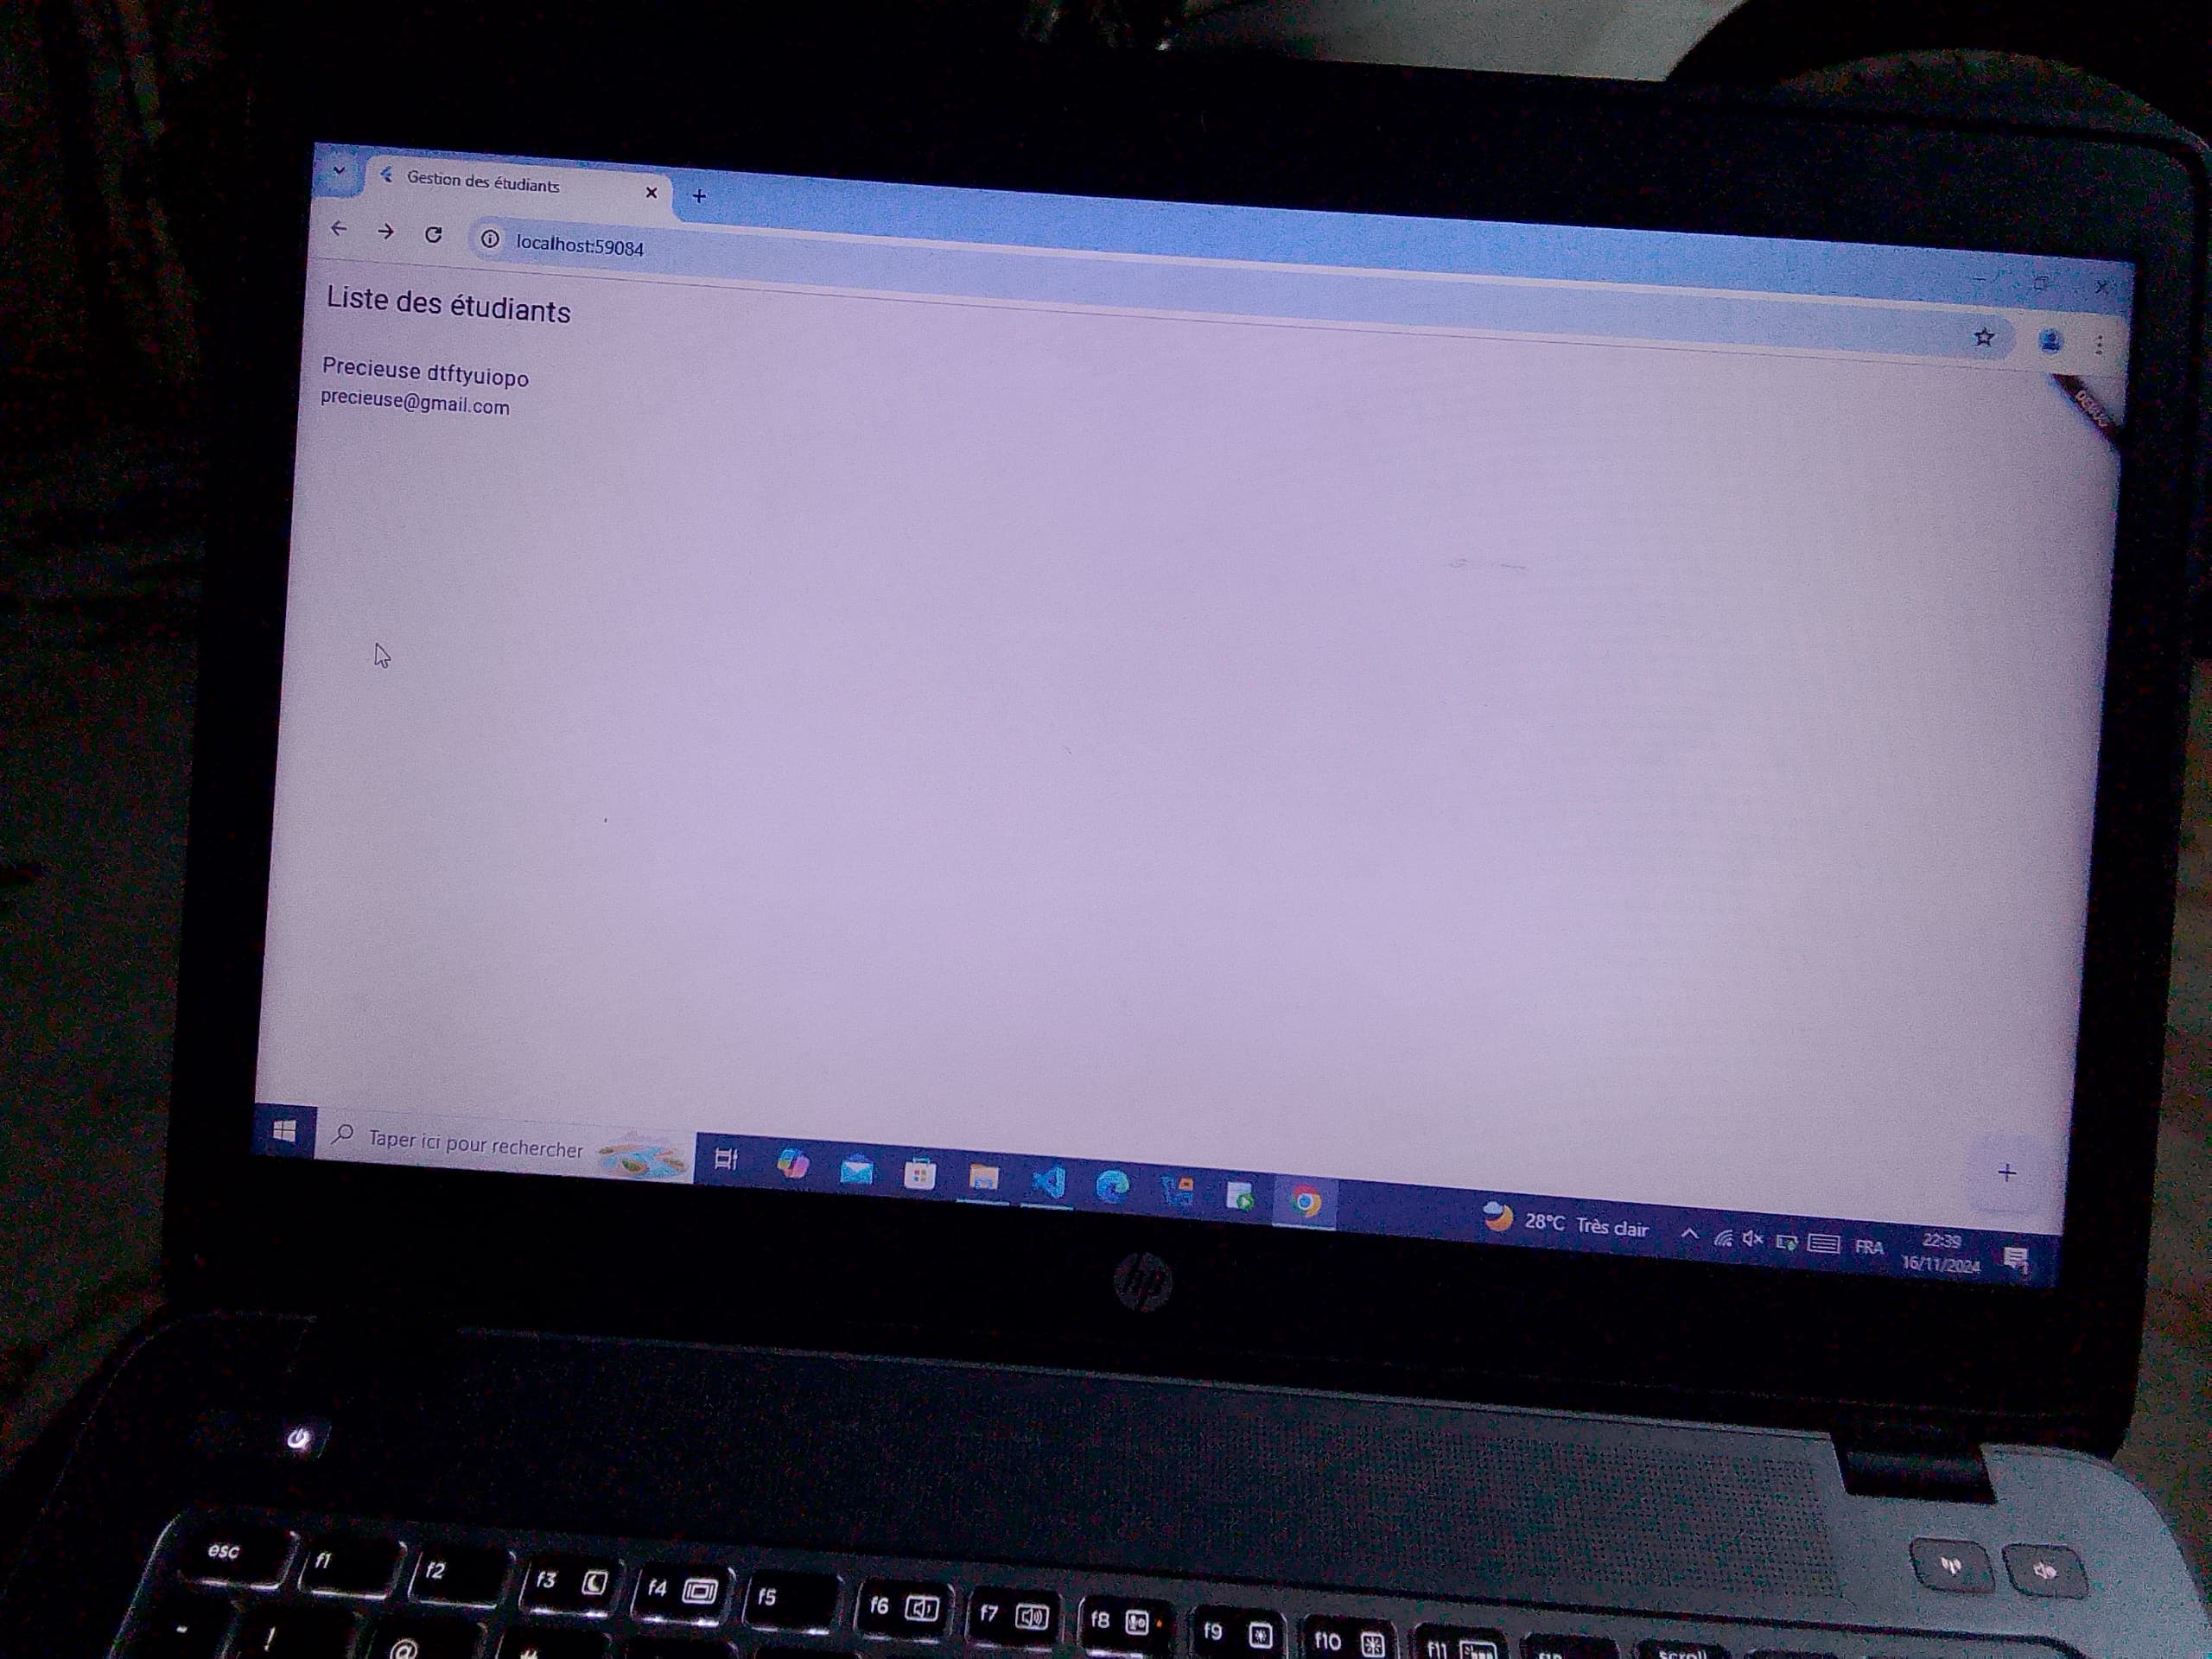 Gestion des étudiants
localhost:59084
Liste des étudiants
DEBUG
Precieuse dtftyuiopo
precieuse@gmail.com
Taper ici pour rechercher
28°C Très clair
FRA
22:39
16/11/2024
hp
esc
f1
f2
f3
f4
f5
f6
f7
f8
f9
f10
f11
scroll
!
@
#